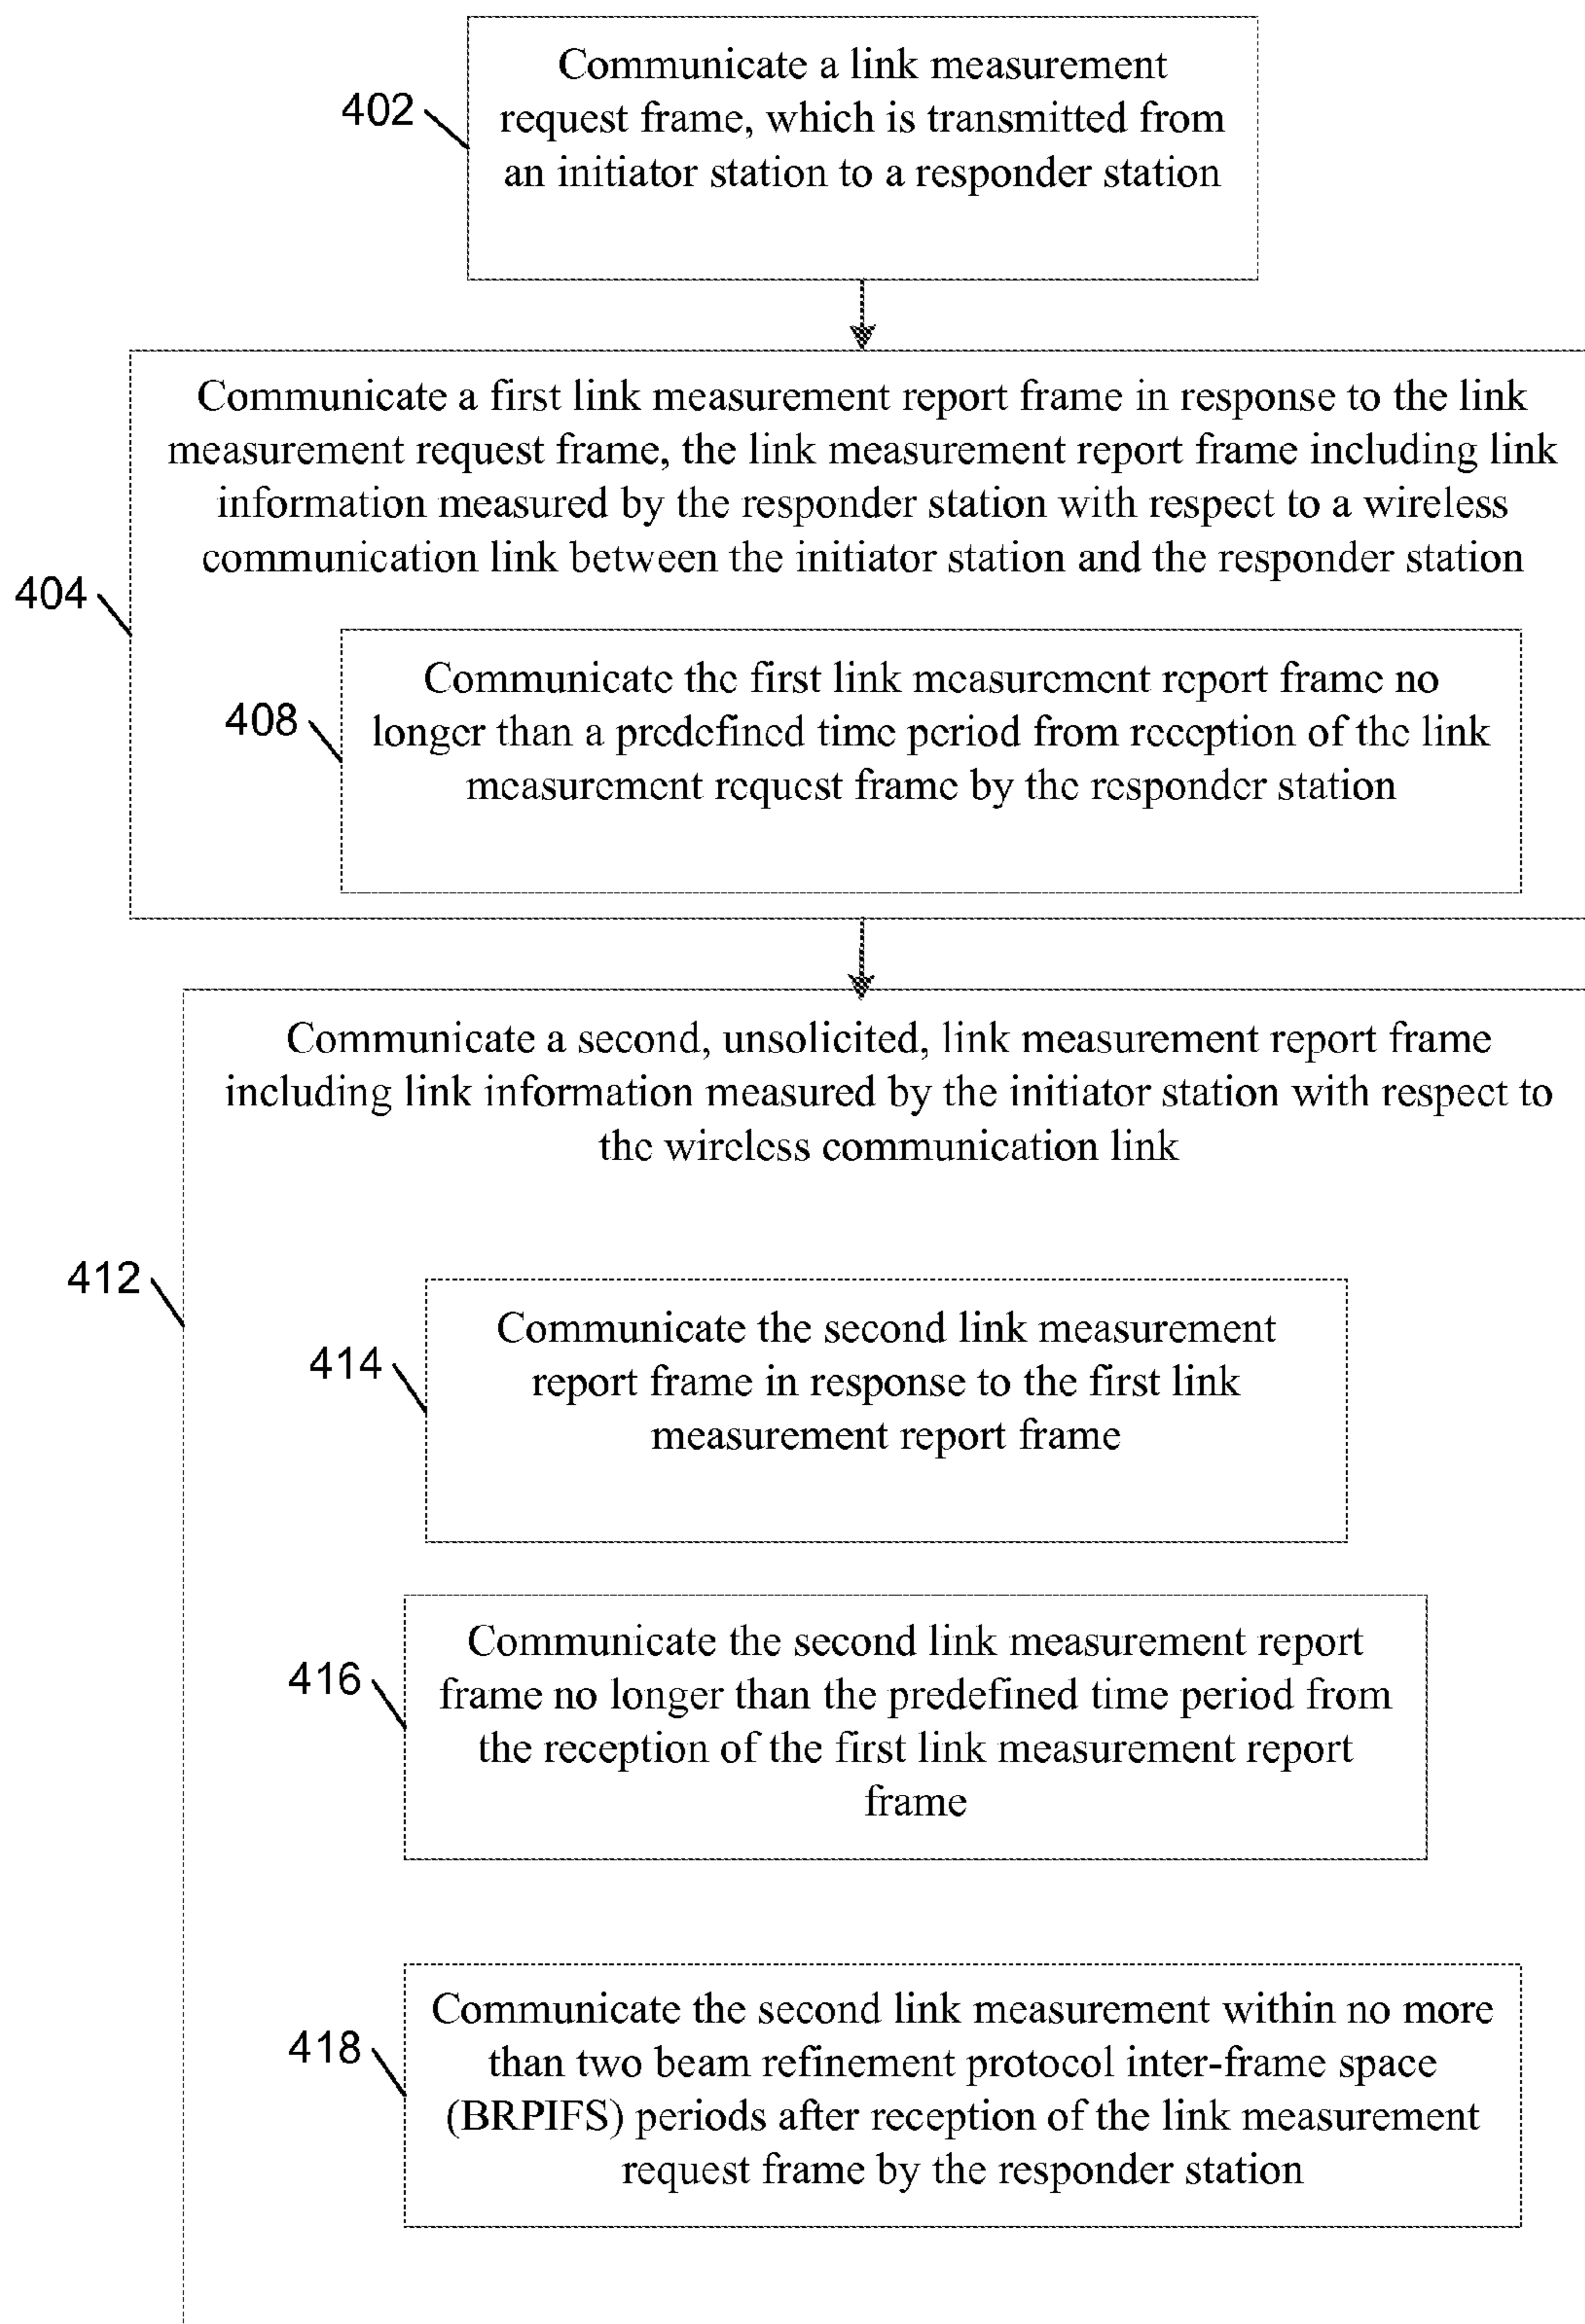 Communicate a link measurement
402
request frame, which is transmitted from
an initiator station to a responder station
Communicate a first link measurement report frame in response to the link
measurement request frame, the link measurement report frame including link
information measured by the responder station with respect to a wireless
communication link between the initiator station and the responder station
404
Communicate the first link measurement report frame no
408
longer than a predefined time period from reception of the link
measurement request frame by the responder station
Communicate a second, unsolicited, link measurement report frame
including link information measured by the initiator station with respect to
the wireless communication link
412
Communicate the second link measurement
414
report frame in response to the first link
measurement report frame
Communicate the second link measurement report
416
frame no longer than the predefined time period from
the reception of the first link measurement report
frame
Communicate the second link measurement within no more
418
than two beam refinement protocol inter-frame space
(BRPIFS) periods after reception of the link measurement
request frame by the responder station